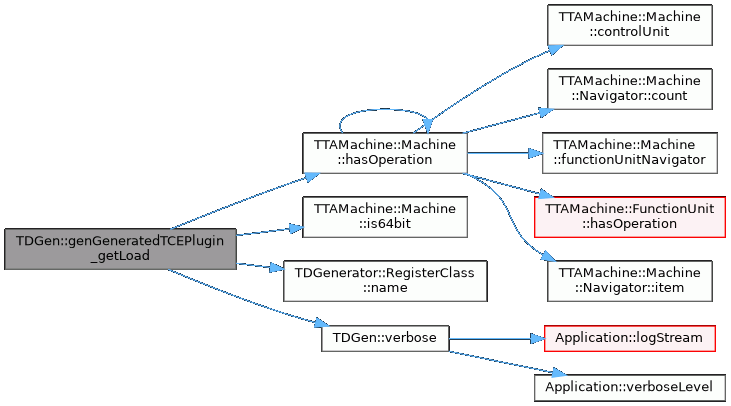 TDGen::genGeneratedTCEPlugin
_getLoad
TTAMachine::Machine
::hasOperation
TTAMachine::Machine
::is64bit
TDGenerator::RegisterClass
::name
TDGen::verbose
TTAMachine::Machine
::controlUnit
TTAMachine::Machine
::Navigator::count
TTAMachine::Machine
::functionUnitNavigator
TTAMachine::FunctionUnit
::hasOperation
TTAMachine::Machine
::Navigator::item
Application::logStream
Application::verboseLevel